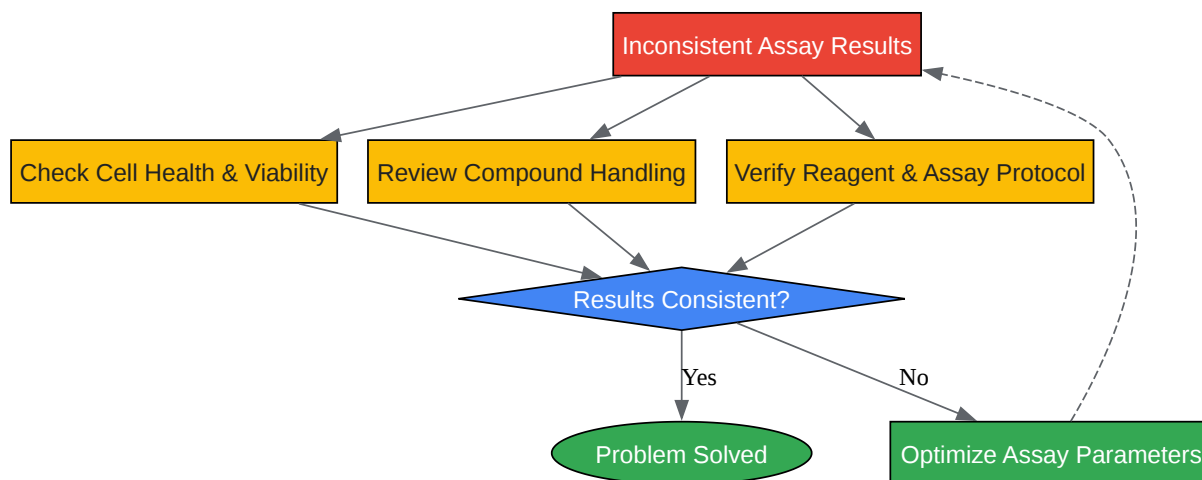 Inconsistent Assay Results
Check Cell Health & Viability
Review Compound Handling
Verify Reagent & Assay Protocol
Results Consistent?
Yes
No
Problem Solved
Optimize Assay Parameters